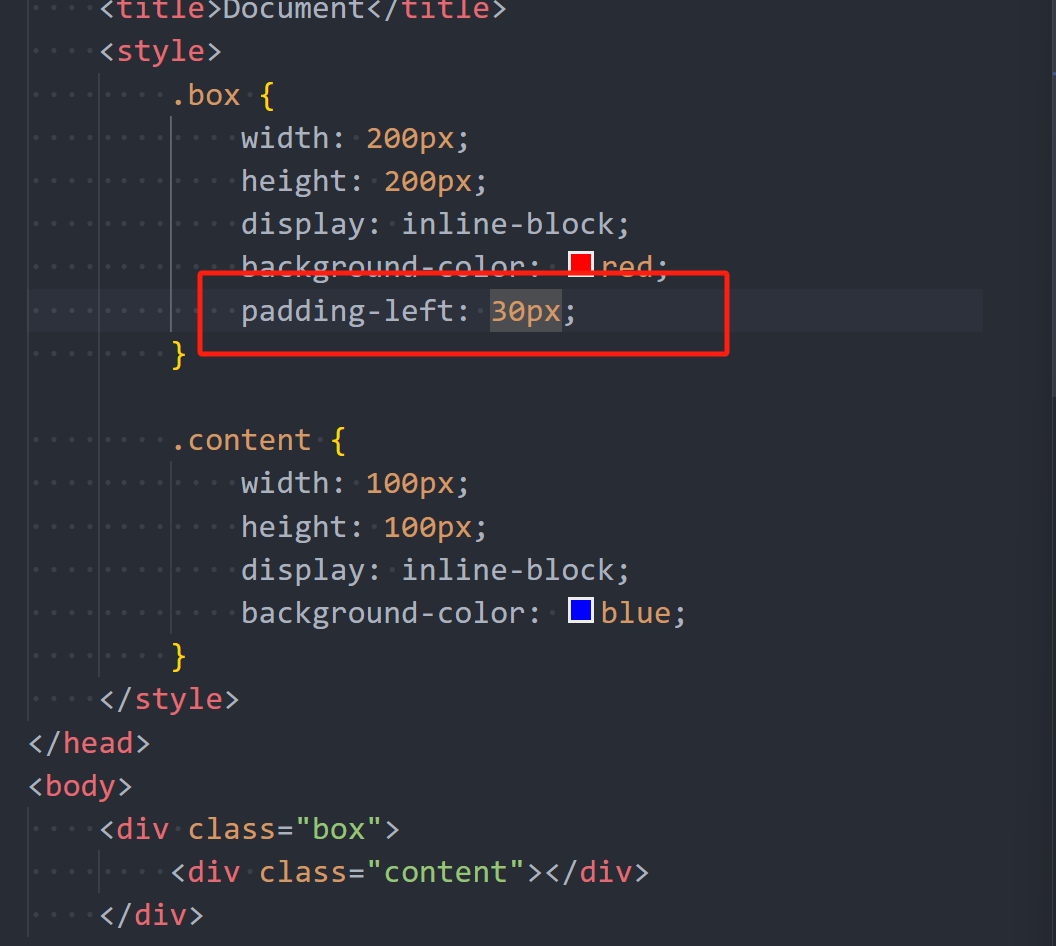 <title>Document</title>
<style>
.box {
width: 200px;
height: 200px;
display: inline-block;
background-color: red;
padding-left: 30px;
}
.content {
width: 100px;
height: 100px;
display: inline-block;
background-color: blue;
}
</style>
</head>
<body>
<div class="box">
<div class="content"></div>
</div>